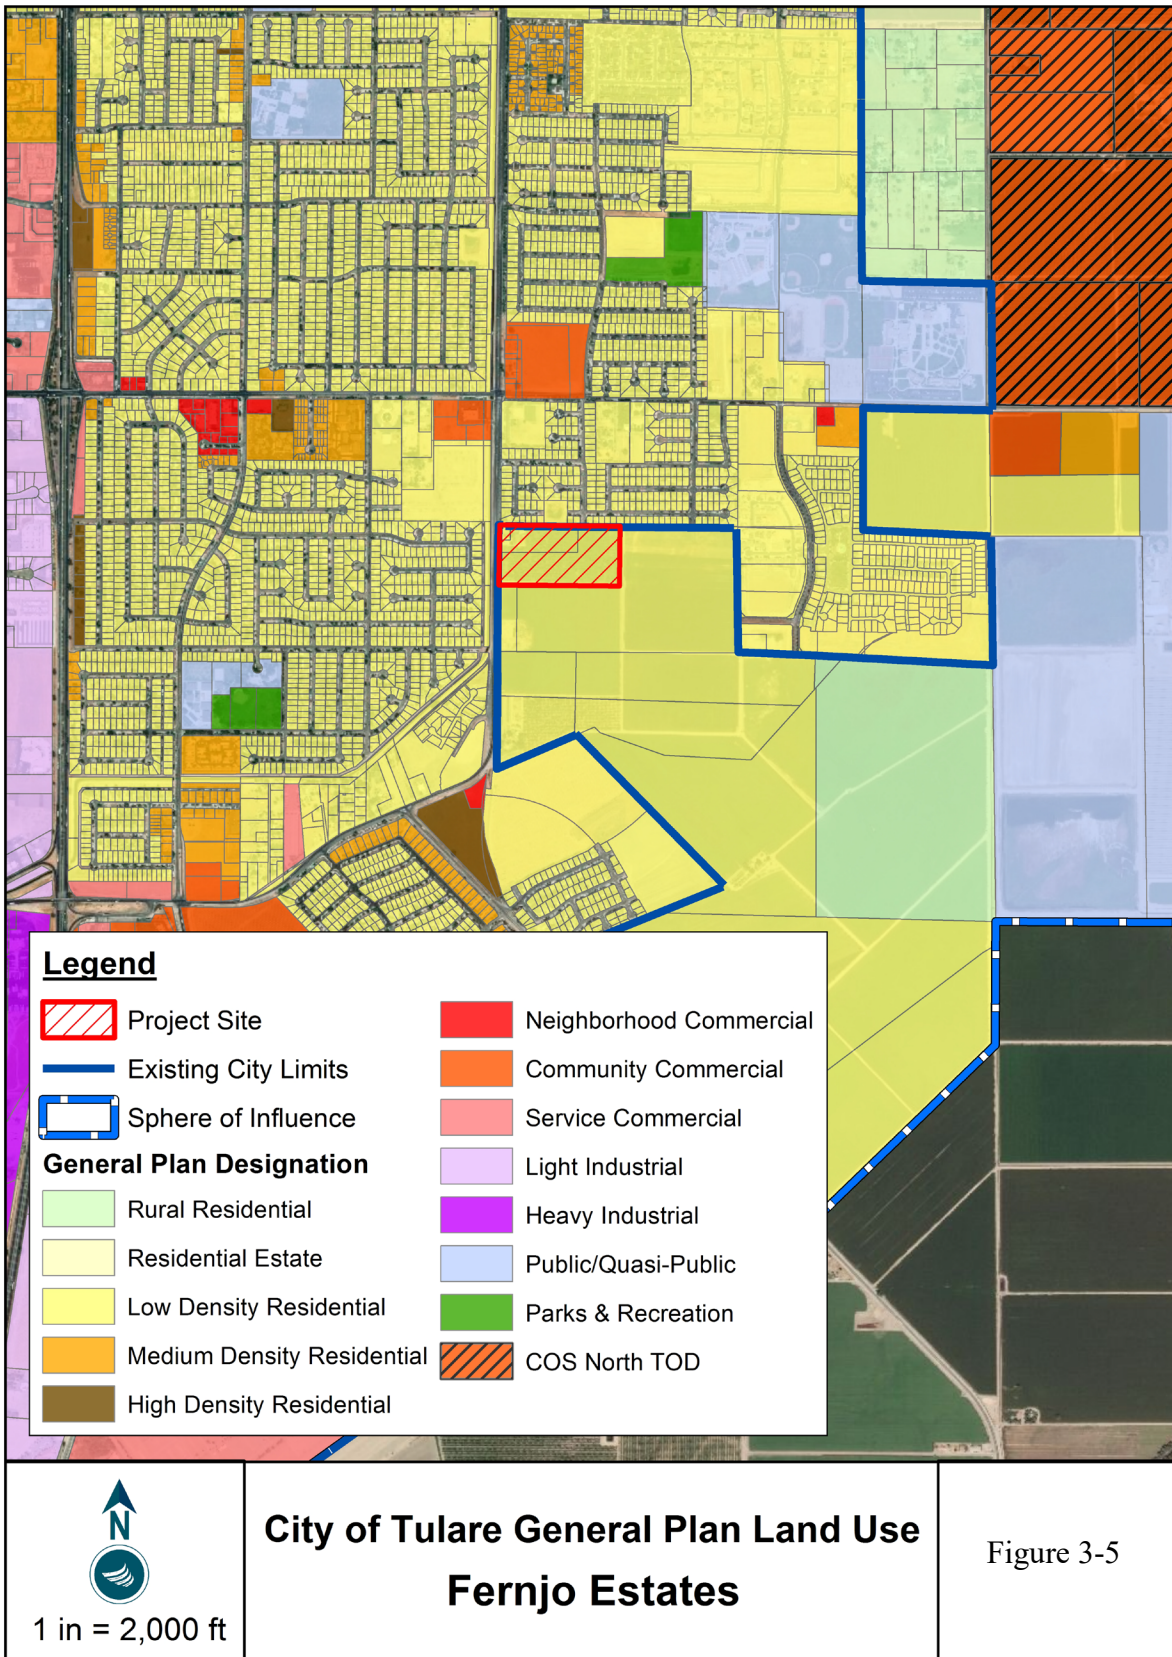 Legend
Project Site
Existing City Limits
Sphere of Influence
General Plan Designation
Rural Residential
Residential Estate
Low Density Residential
Medium Density Residential
High Density Residential
Neighborhood Commercial
Community Commercial
Service Commercial
Light Industrial
Heavy Industrial
Public/Quasi-Public
Parks & Recreation
COS North TOD
N
1 in = 2,000 ft
City of Tulare General Plan Land Use
Fernjo Estates
Figure 3-5